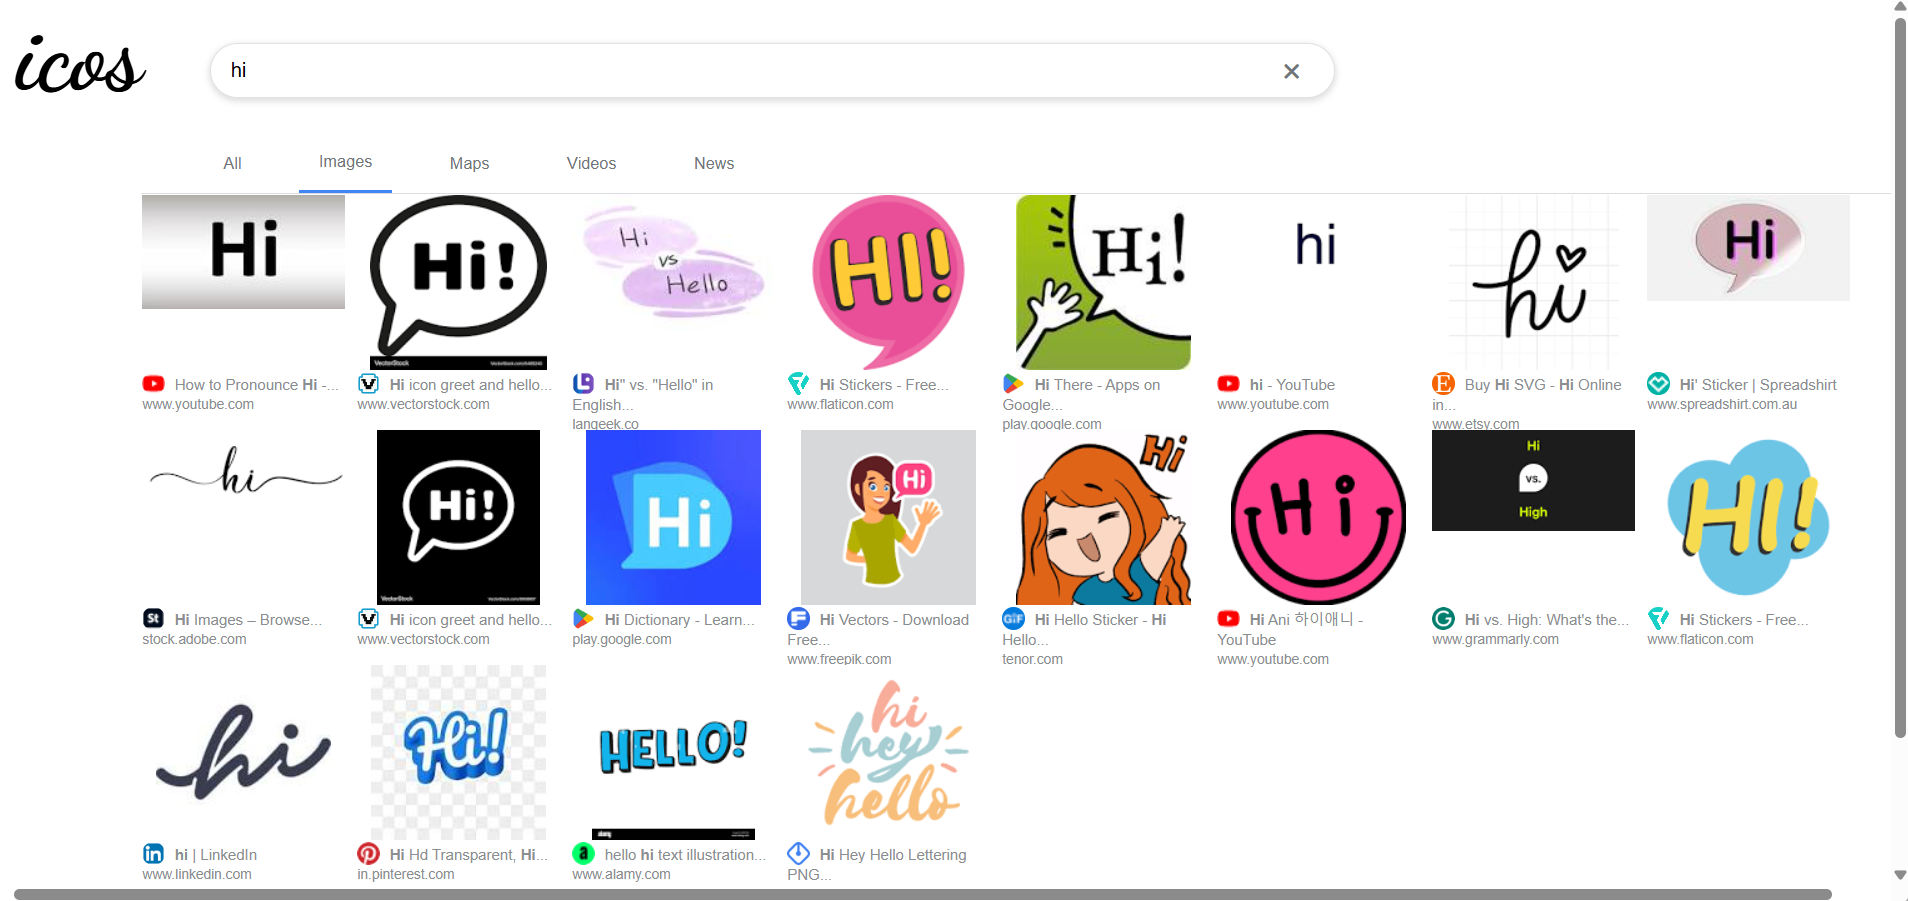 icos
hi
All
Images
Maps
Videos
News
Hi
Hi!
VectorStock
Hi
vs
Hello
HI!
Hi!
hi
hi
Hi
How to Pronounce Hi -...
www.youtube.com
Hi icon greet and hello...
www.vectorstock.com
Hi" vs. "Hello" in
English...
langeek.co
Hi Stickers - Free...
www.flaticon.com
Hi There - Apps on
Google...
play.google.com
hi - YouTube
www.youtube.com
Buy Hi SVG - Hi Online
in...
www.etsy.com
Hi' Sticker | Spreadshirt
www.spreadshirt.com.au
hi
Hi!
VectorStock
Hi
Hi
Hi
Hi
Hi
vs.
High
HI!
St
Hi Images – Browse...
stock.adobe.com
Hi icon greet and hello...
www.vectorstock.com
Hi Dictionary - Learn...
play.google.com
Hi Vectors - Download
Free...
www.freepik.com
GIF
Hi Hello Sticker - Hi
Hello...
tenor.com
Hi Ani 하이애니 -
YouTube
www.youtube.com
Hi vs. High: What's the...
www.grammarly.com
Hi Stickers - Free...
www.flaticon.com
hi
Hi!
HELLO!
alamy
hi
hey
hello
in
hi | LinkedIn
www.linkedin.com
Hi Hd Transparent, Hi...
in.pinterest.com
a
hello hi text illustration...
www.alamy.com
Hi Hey Hello Lettering
PNG...